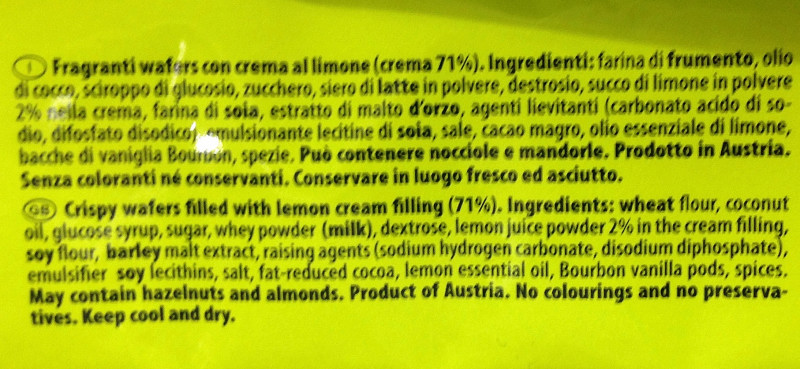 I Fragranti wafers con crema al limone (crema 71%). Ingredienti: farina di frumento, olio
di cocco, sciroppo di glucosio, zucchero, siero di latte in polvere, destrosio, succo di limone in polvere
2% nella crema, farina di soia, estratto di malto d'orzo, agenti lievitanti (carbonato acido di so-
dio, difosfato disodico), emulsionante lecitine di soia, sale, cacao magro, olio essenziale di limone,
bacche di vaniglia Bourbon, spezie. Può contenere nocciole e mandorle. Prodotto in Austria.
Senza coloranti né conservanti. Conservare in luogo fresco ed asciutto.
GB Crispy wafers filled with lemon cream filling (71%). Ingredients: wheat flour, coconut
oil, glucose syrup, sugar, whey powder (milk), dextrose, lemon juice powder 2% in the cream filling,
soy flour, barley malt extract, raising agents (sodium hydrogen carbonate, disodium diphosphate),
emulsifier soy lecithins, salt, fat-reduced cocoa, lemon essential oil, Bourbon vanilla pods, spices.
May contain hazelnuts and almonds. Product of Austria. No colourings and no preserva-
tives. Keep cool and dry.